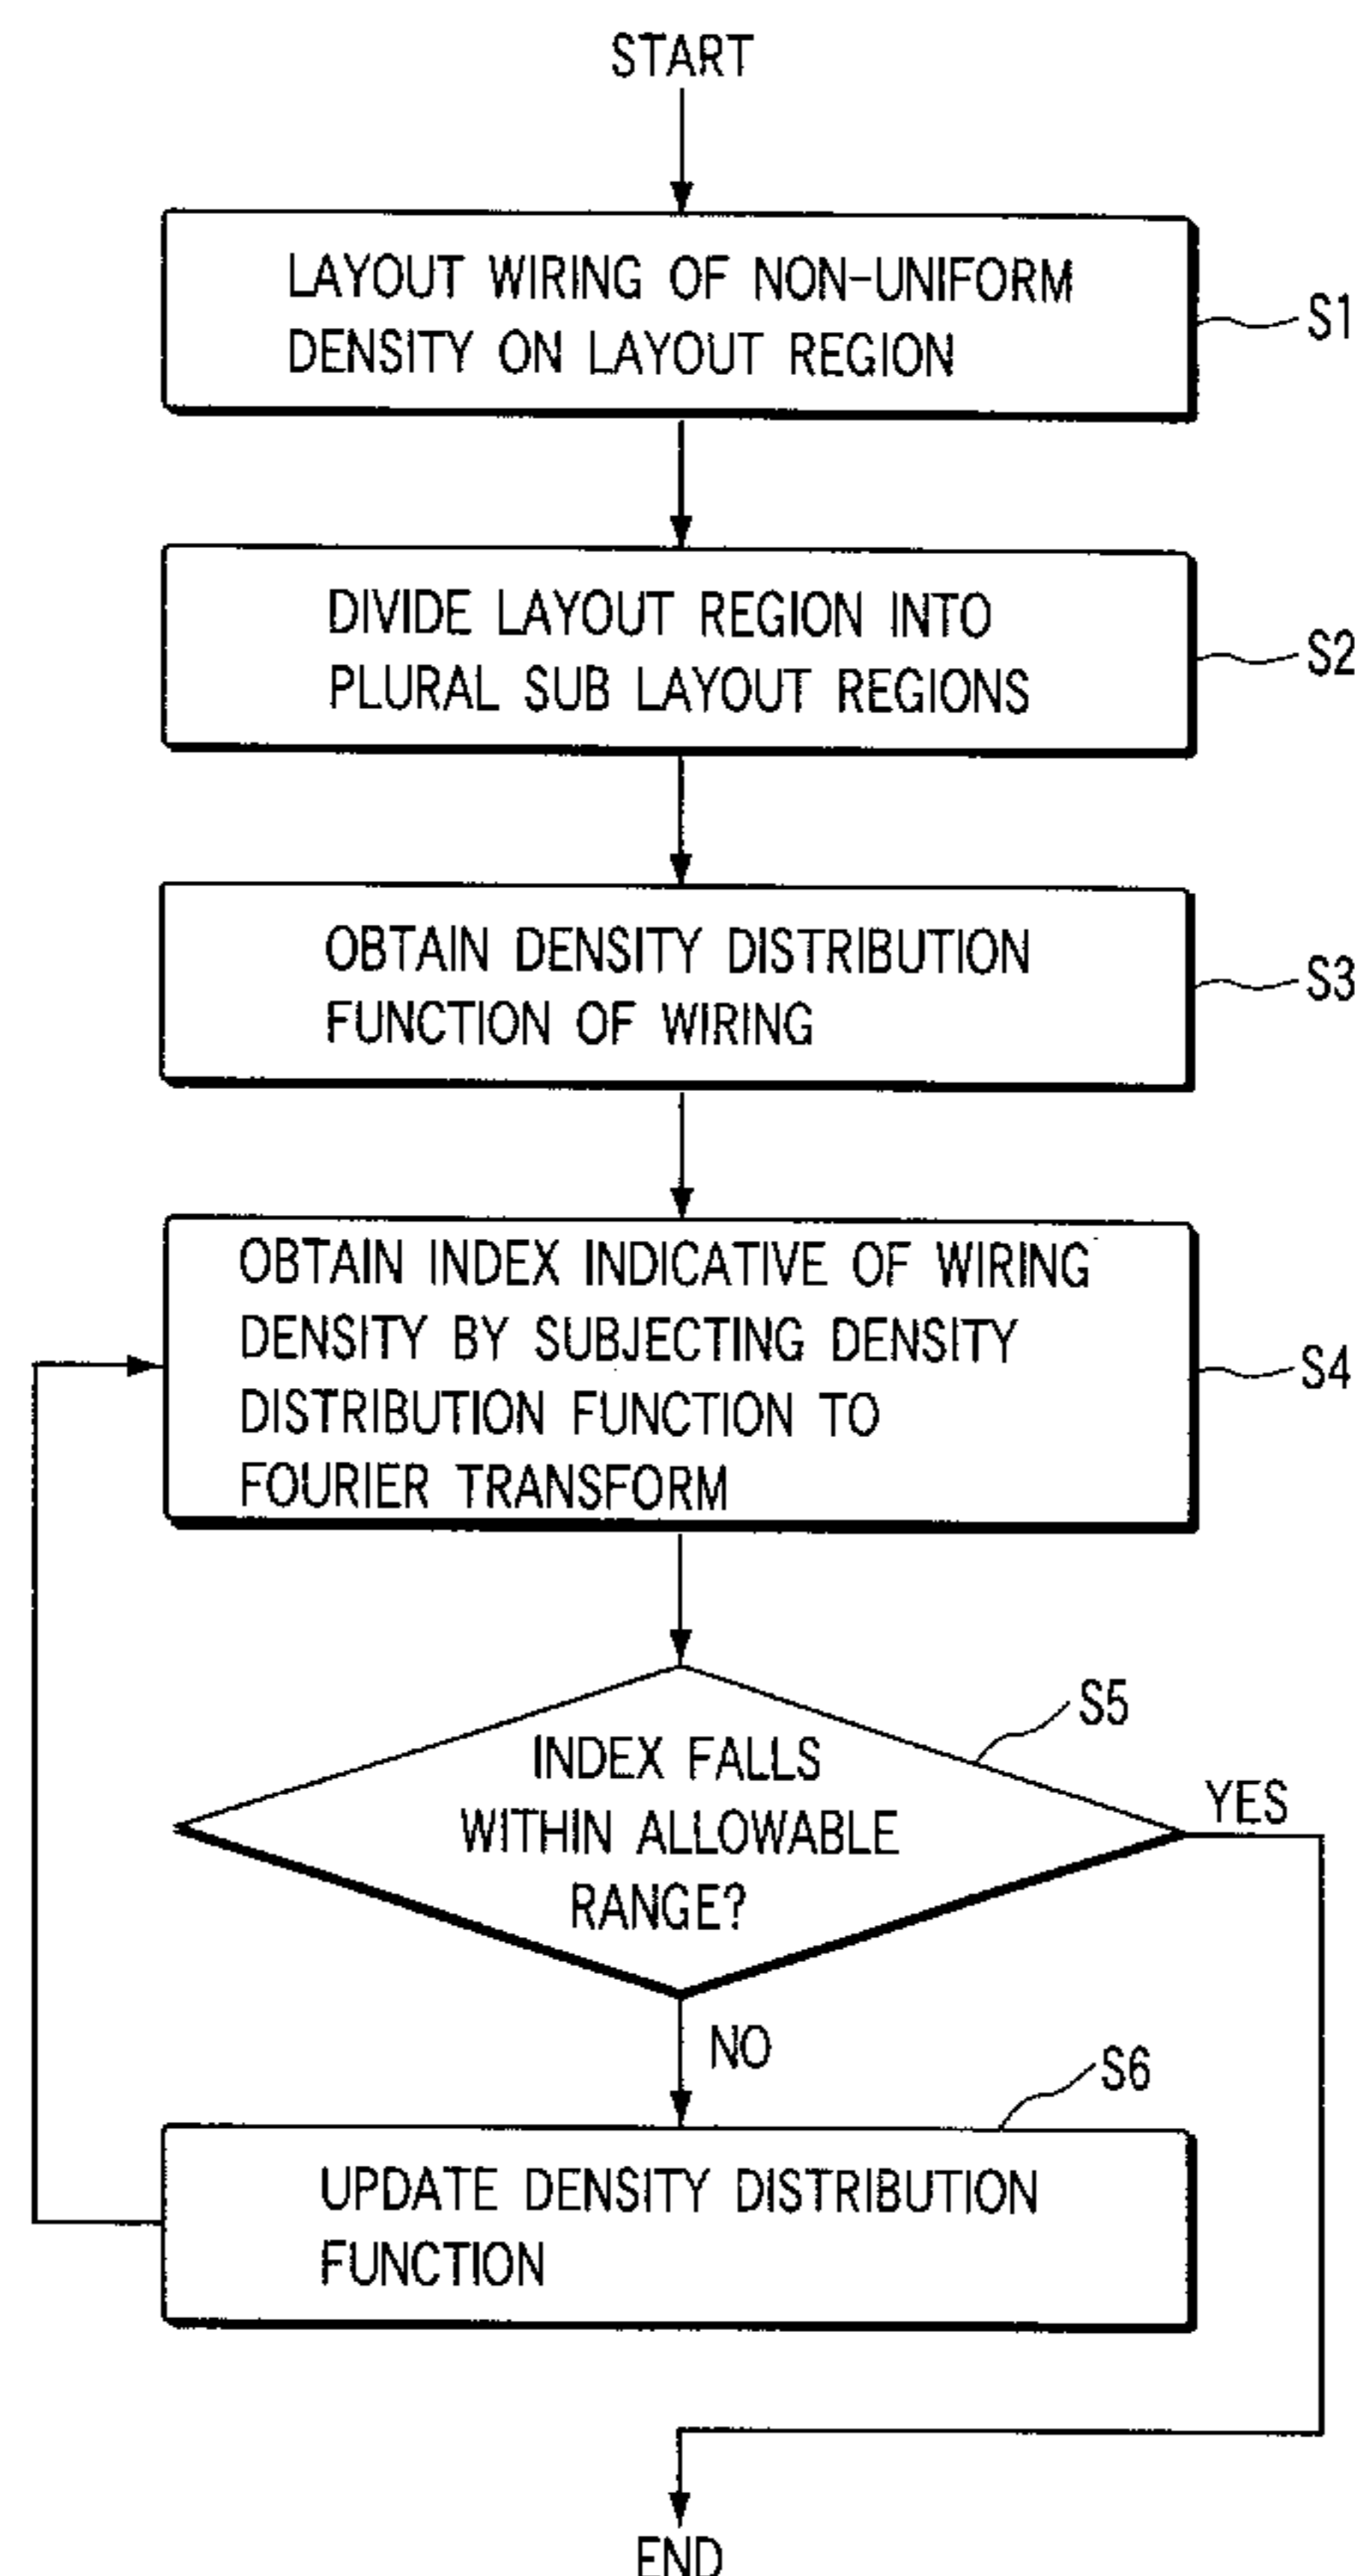 START
LAYOUT WIRING OF NON-UNIFORM
DENSITY ON LAYOUT REGION
S1
DIVIDE LAYOUT REGION INTO
PLURAL SUB LAYOUT REGIONS
S2
OBTAIN DENSITY DISTRIBUTION
FUNCTION OF WIRING
S3
OBTAIN INDEX INDICATIVE OF WIRING
DENSITY BY SUBJECTING DENSITY
DISTRIBUTION FUNCTION TO
FOURIER TRANSFORM
S4
S5
INDEX FALLS
WITHIN ALLOWABLE
RANGE?
YES
NO
S6
UPDATE DENSITY DISTRIBUTION
FUNCTION
END